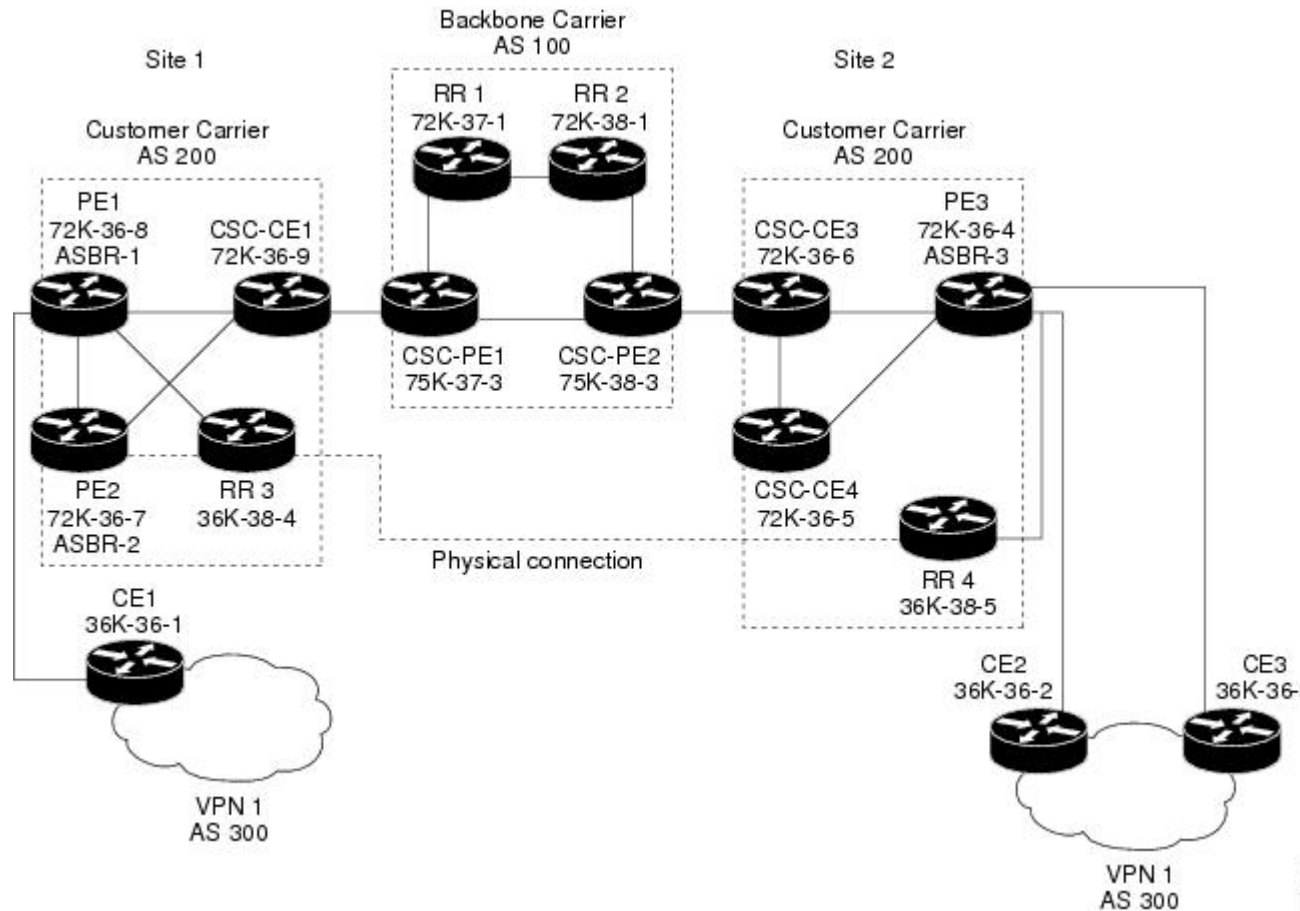 Backbone Carrier
AS 100
Site 1
Site 2
RR 1
72K-37-1
RR 2
72K-38-1
Customer Carrier
AS 200
Customer Carrier
AS 200
PE1
72K-36-8
ASBR-1
CSC-CE1
72K-36-9
CSC-CE3
72K-36-6
PE3
72K-36-4
ASBR-3
CSC-PE1
75K-37-3
CSC-PE2
75K-38-3
PE2
72K-36-7
ASBR-2
RR 3
36K-38-4
CSC-CE4
72K-36-5
Physical connection
RR 4
36K-38-5
CE1
36K-36-1
CE2
36K-36-2
CE3
36K-36-
VPN 1
AS 300
VPN 1
AS 300